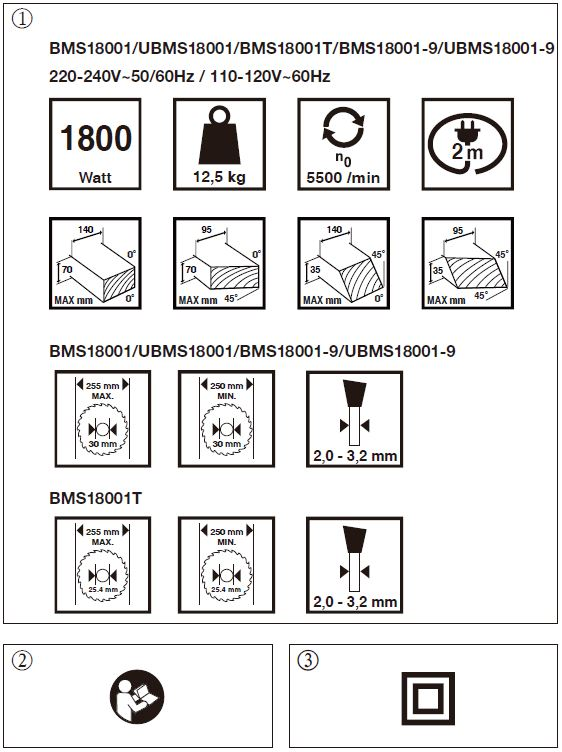 ①
BMS18001/UBMS18001/BMS18001T/BMS18001-9/UBMS18001-9
220-240V~50/60Hz / 110-120V~60Hz
1800
Watt
12,5 kg
n0
5500 /min
2 m
140
0°
70
MAX mm
0°
95
0°
70
MAX mm
45°
140
45°
35
MAX mm
0°
95
45°
35
MAX mm
45°
BMS18001/UBMS18001/BMS18001-9/UBMS18001-9
255 mm
MAX.
30 mm
250 mm
MIN.
30 mm
2,0 - 3,2 mm
BMS18001T
255 mm
MAX.
25.4 mm
250 mm
MIN.
25.4 mm
2,0 - 3,2 mm
②
③